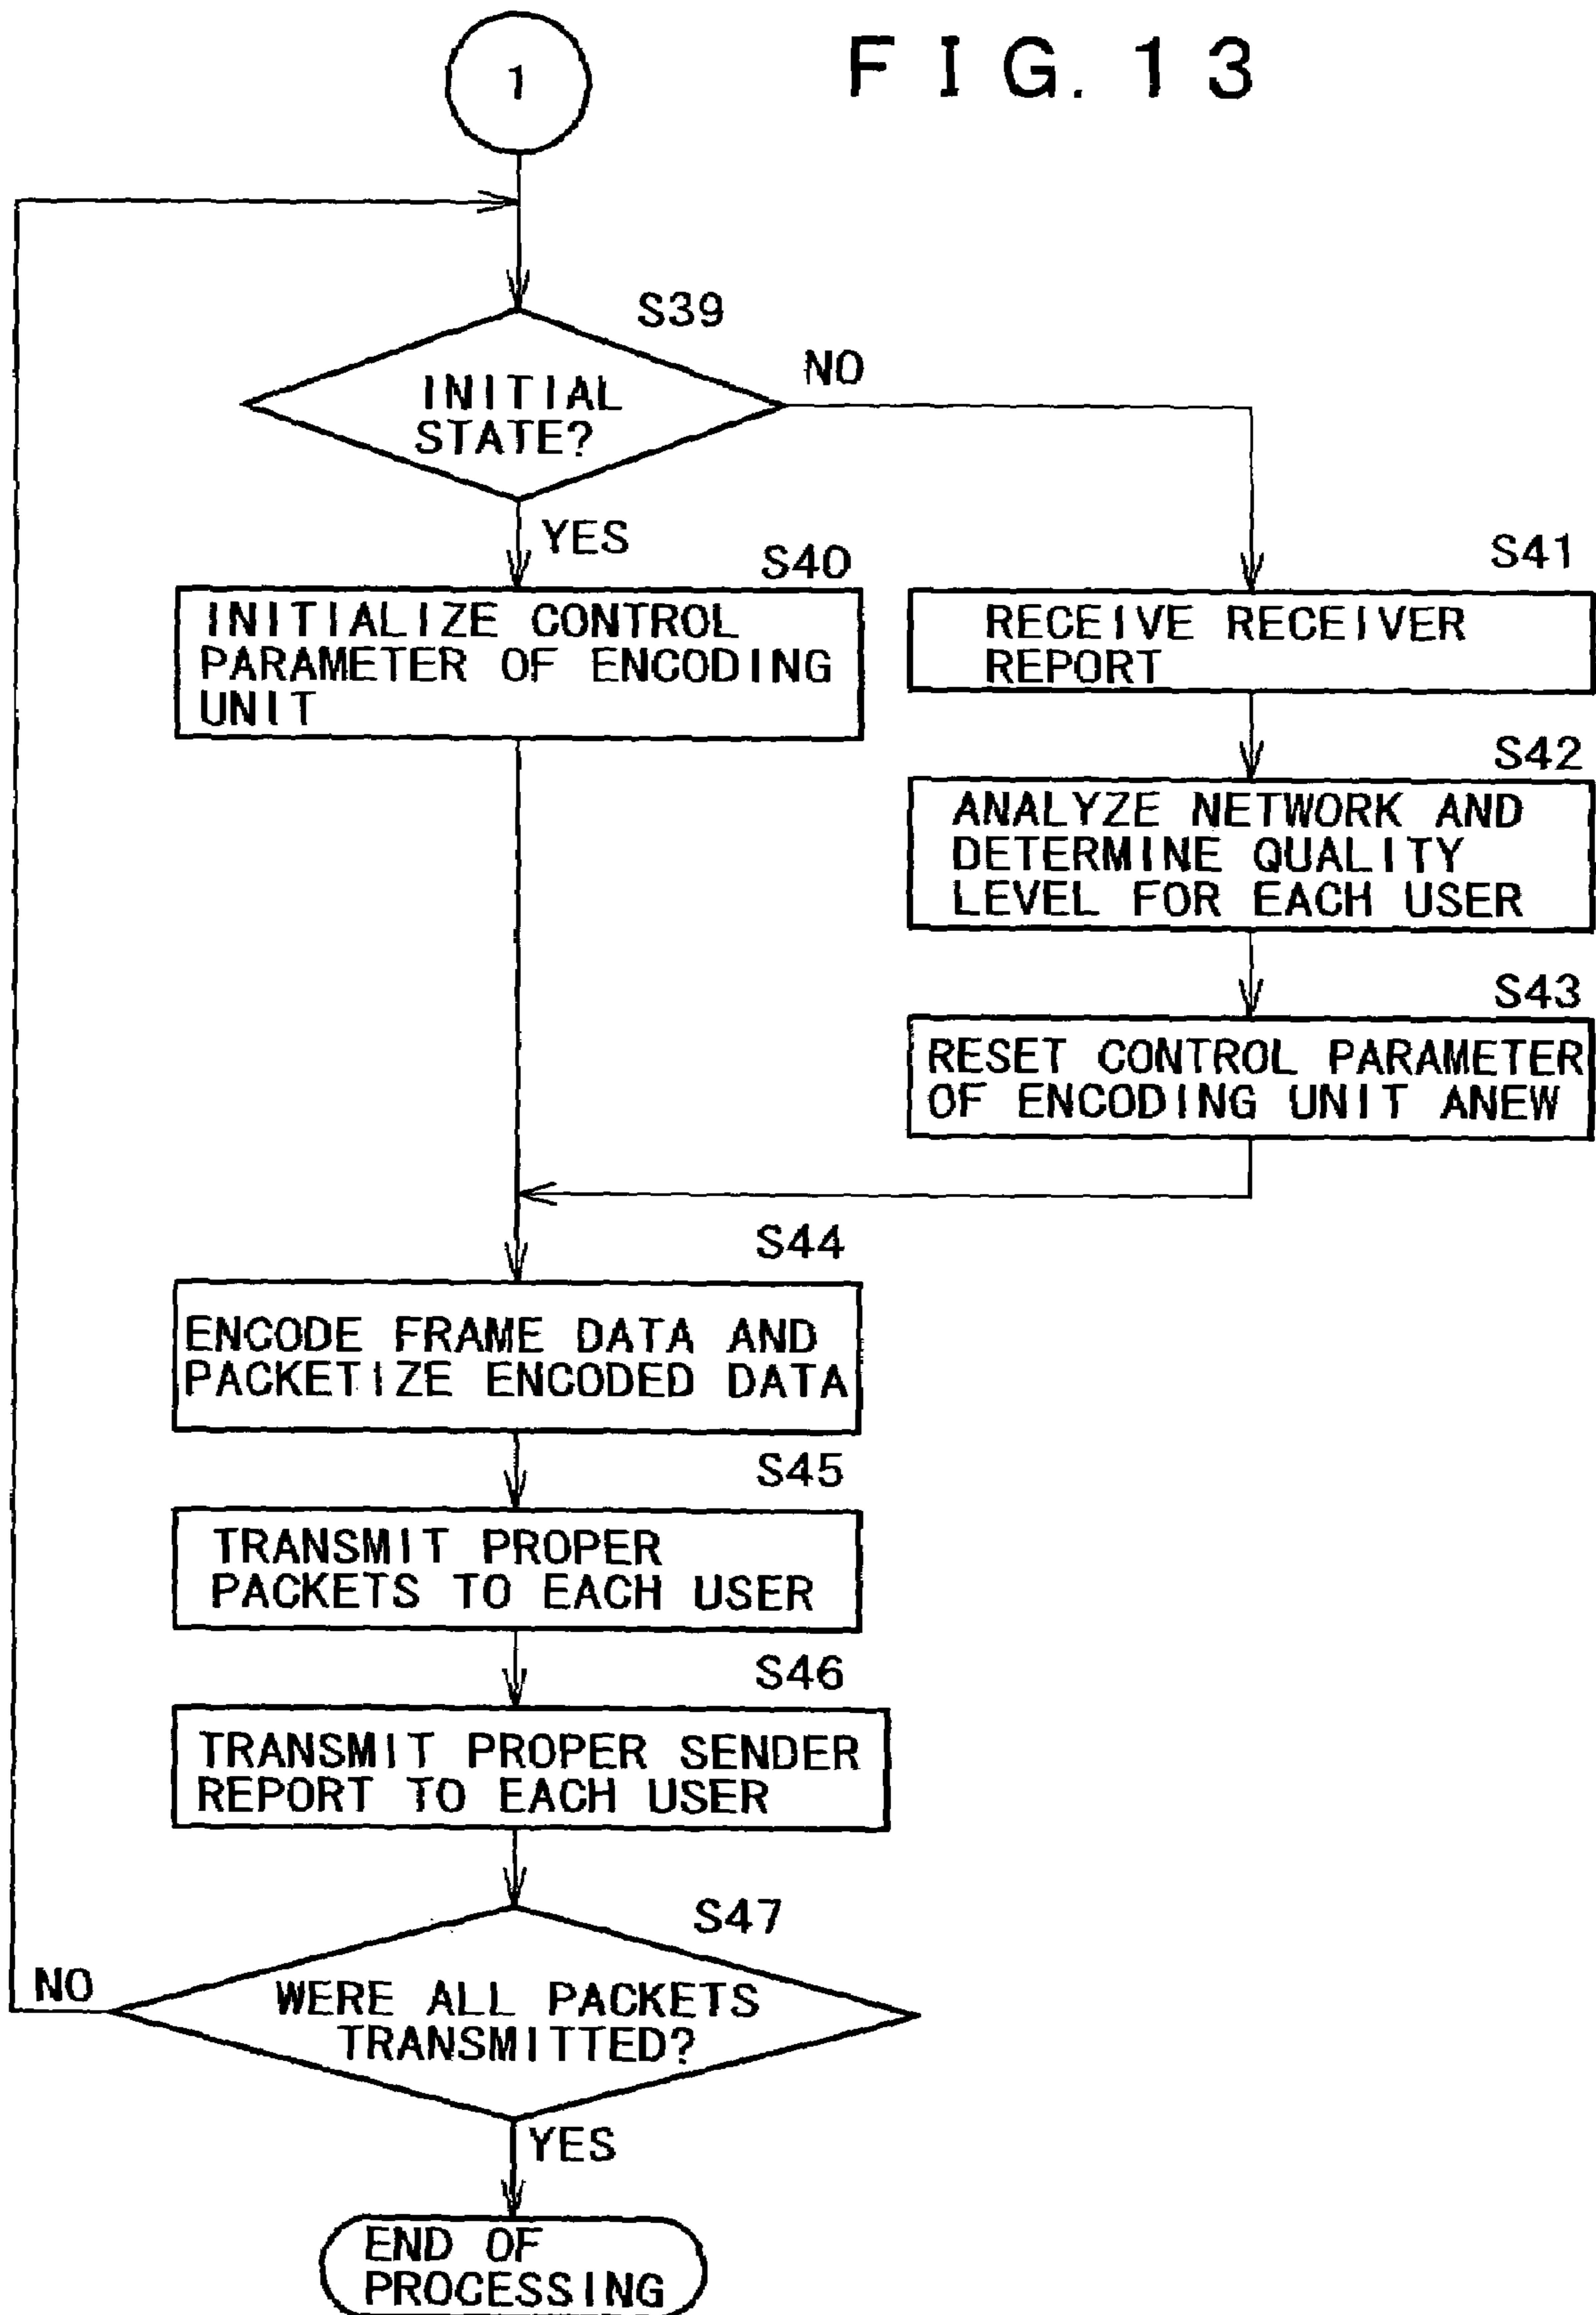 1
FIG. 13
S39
INITIAL
STATE?
NO
YES
S40
INITIALIZE CONTROL
PARAMETER OF ENCODING
UNIT
S41
RECEIVE RECEIVER
REPORT
S42
ANALYZE NETWORK AND
DETERMINE QUALITY
LEVEL FOR EACH USER
S43
RESET CONTROL PARAMETER
OF ENCODING UNIT ANEW
S44
ENCODE FRAME DATA AND
PACKETIZE ENCODED DATA
S45
TRANSMIT PROPER
PACKETS TO EACH USER
S46
TRANSMIT PROPER SENDER
REPORT TO EACH USER
S47
NO
WERE ALL PACKETS
TRANSMITTED?
YES
END OF
PROCESSING